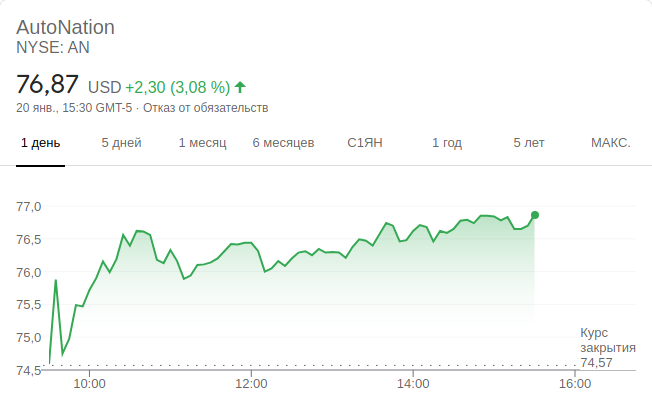 AutoNation
NYSE: AN
76,87 USD +2,30 (3,08 %)
20 янв., 15:30 GMT-5 · Отказ от обязательств
1 день 5 дней 1 месяц 6 месяцев С1ЯН 1 год 5 лет МАКС.
77,0
76,5
76,0
75,5
75,0
Курс
закрытия
74,57
74,5
10:00 12:00 14:00 16:00